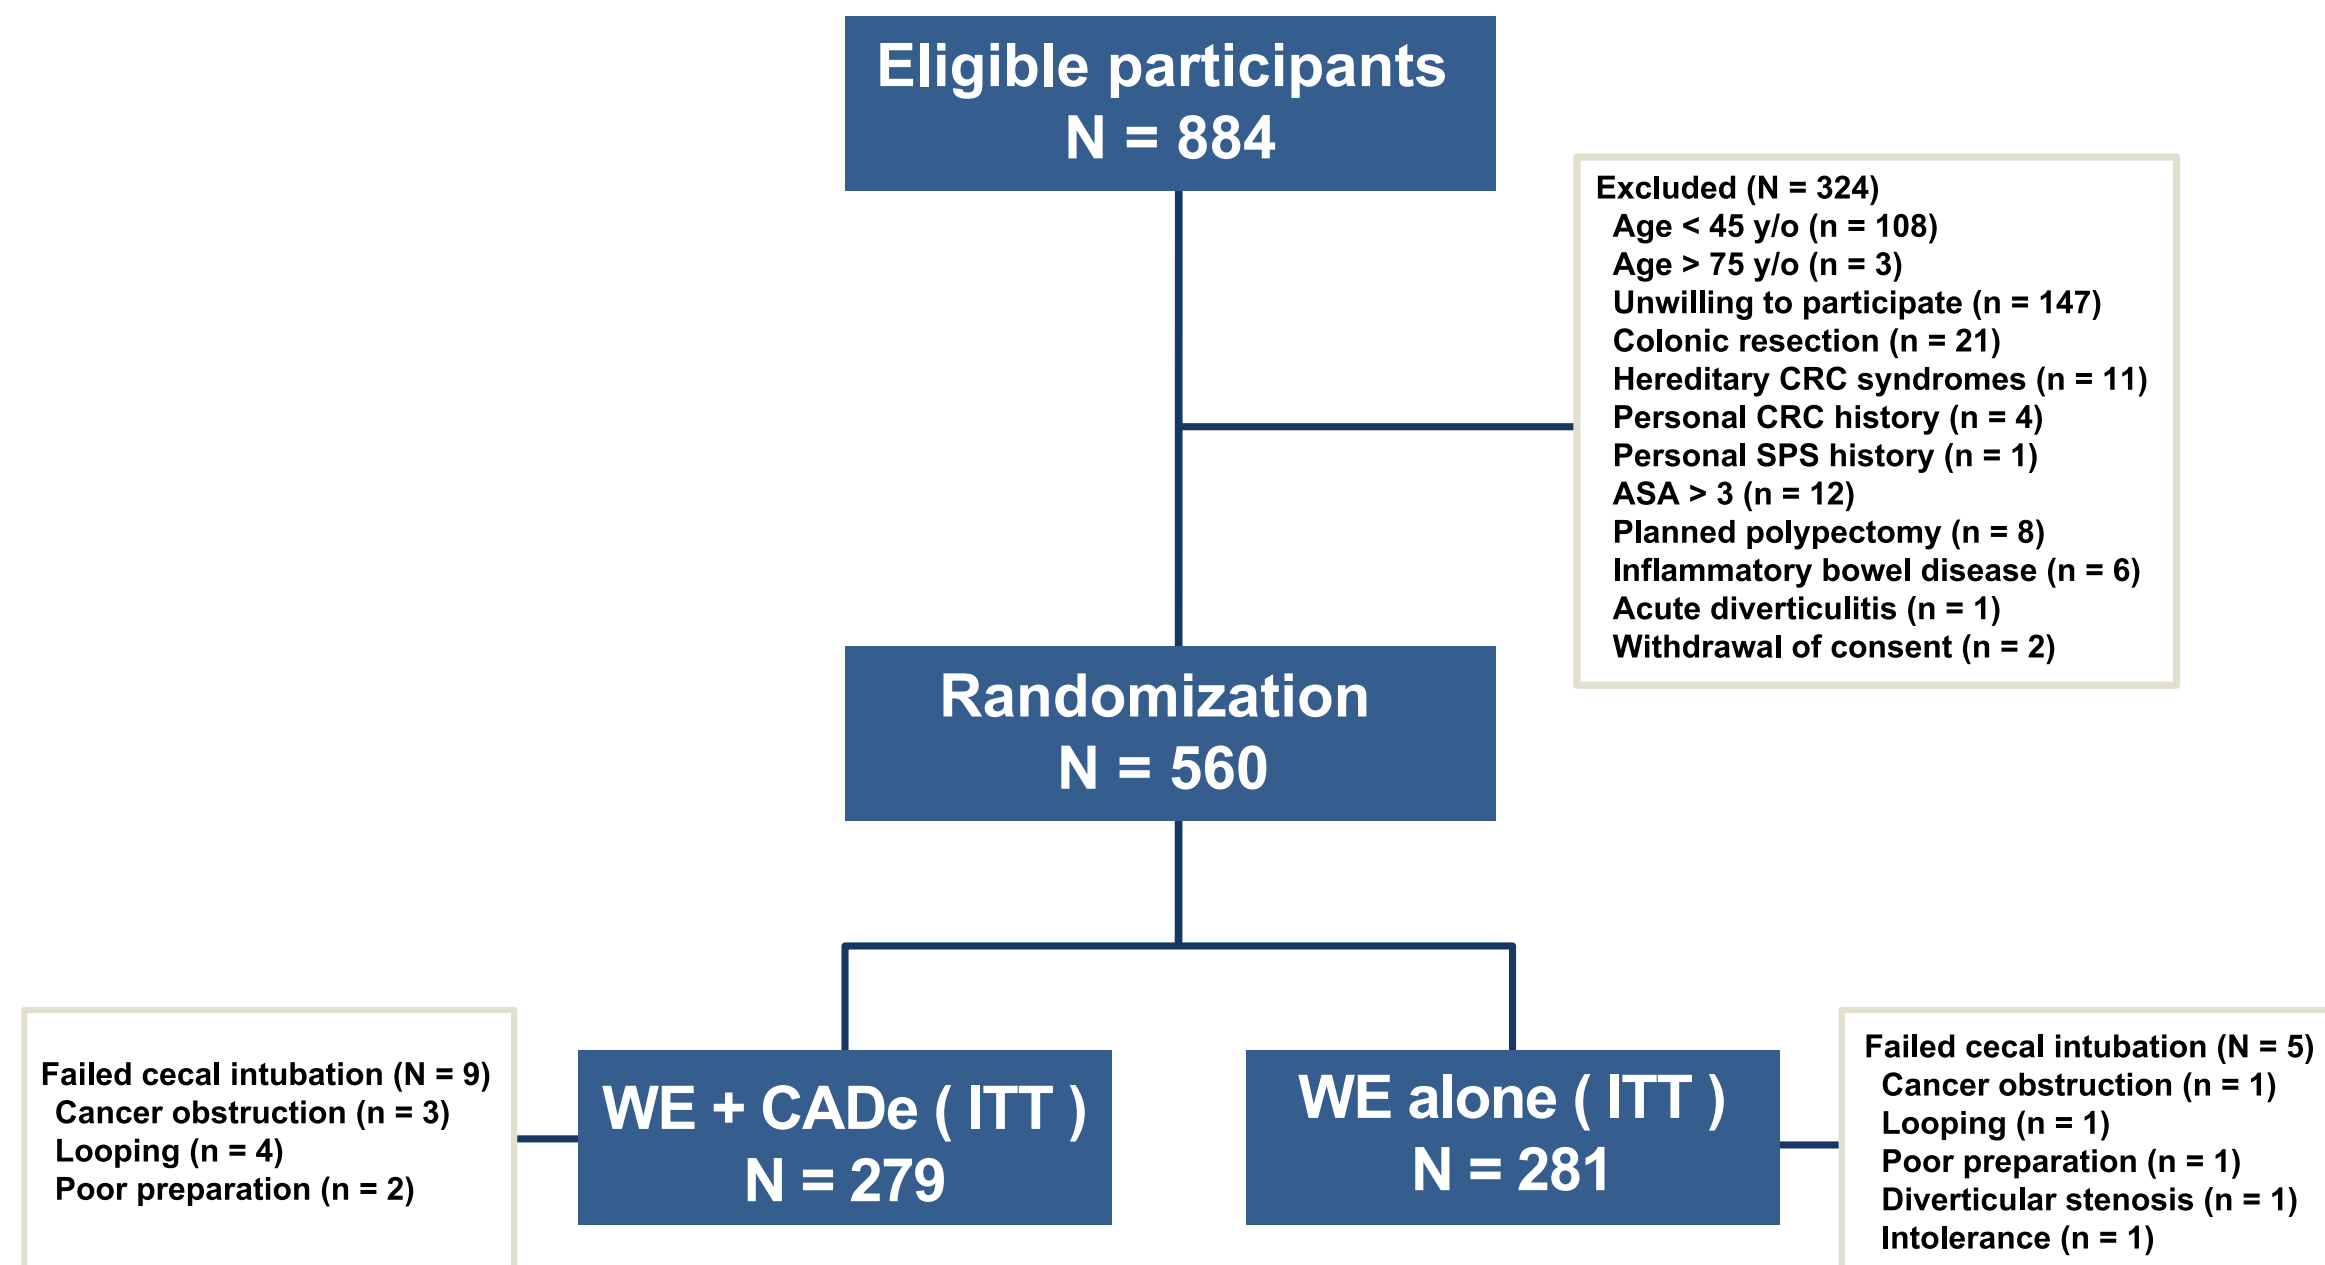 Eligible participants
N = 884
Excluded (N = 324)
Age < 45 y/o (n = 108)
Age > 75 y/o (n = 3)
Unwilling to participate (n = 147)
Colonic resection (n = 21)
Hereditary CRC syndromes (n = 11)
Personal CRC history (n = 4)
Personal SPS history (n = 1)
ASA > 3 (n = 12)
Planned polypectomy (n = 8)
Inflammatory bowel disease (n = 6)
Acute diverticulitis (n = 1)
Withdrawal of consent (n = 2)
Randomization
N = 560
Failed cecal intubation (N = 9)
Cancer obstruction (n = 3)
Looping (n = 4)
Poor preparation (n = 2)
WE + CADe ( ITT )
N = 279
WE alone ( ITT )
N = 281
Failed cecal intubation (N = 5)
Cancer obstruction (n = 1)
Looping (n = 1)
Poor preparation (n = 1)
Diverticular stenosis (n = 1)
Intolerance (n = 1)